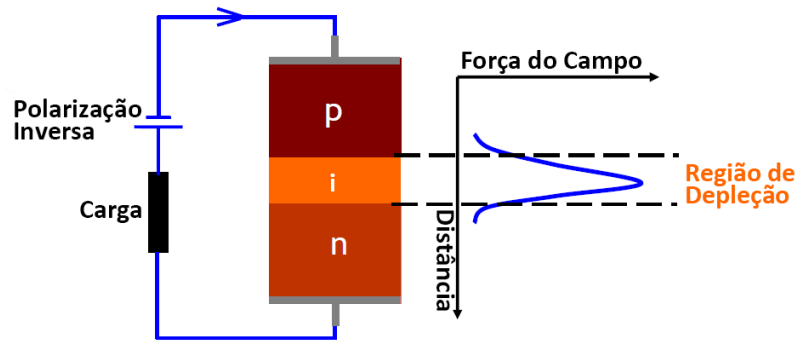 Força do Campo
Polarização
Inversa
p
i
Região de
Depleção
Carga
n
Distância